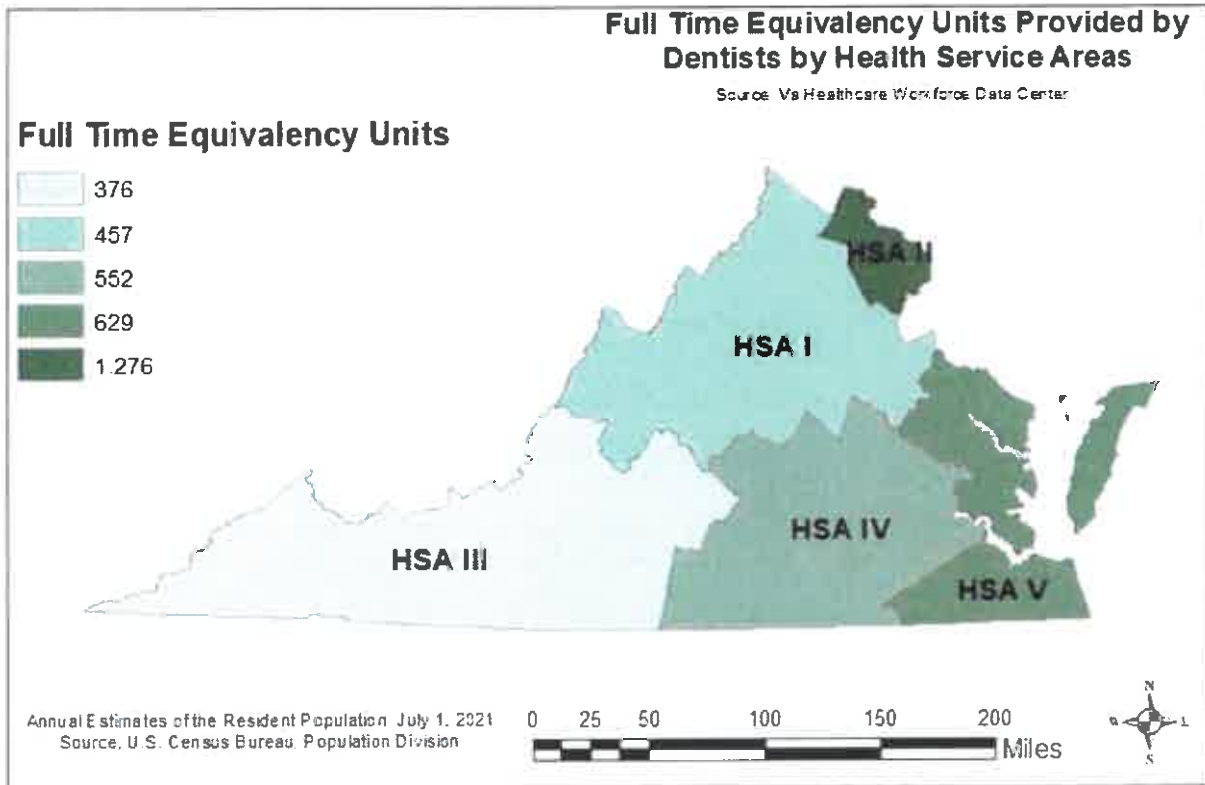 Full Time Equivalency Units Provided by
Dentists by Health Service Areas
Source Va Healthcare Workforce Data Center
Full Time Equivalency Units
376
457
552
629
1.276
HSA II
HSA I
HSA IV
HSA III
HSA V
Annual Estimates of the Resident Population July 1, 2021
Source, U.S. Census Bureau, Population Division
0 25 50 100 150 200
Miles
N
S